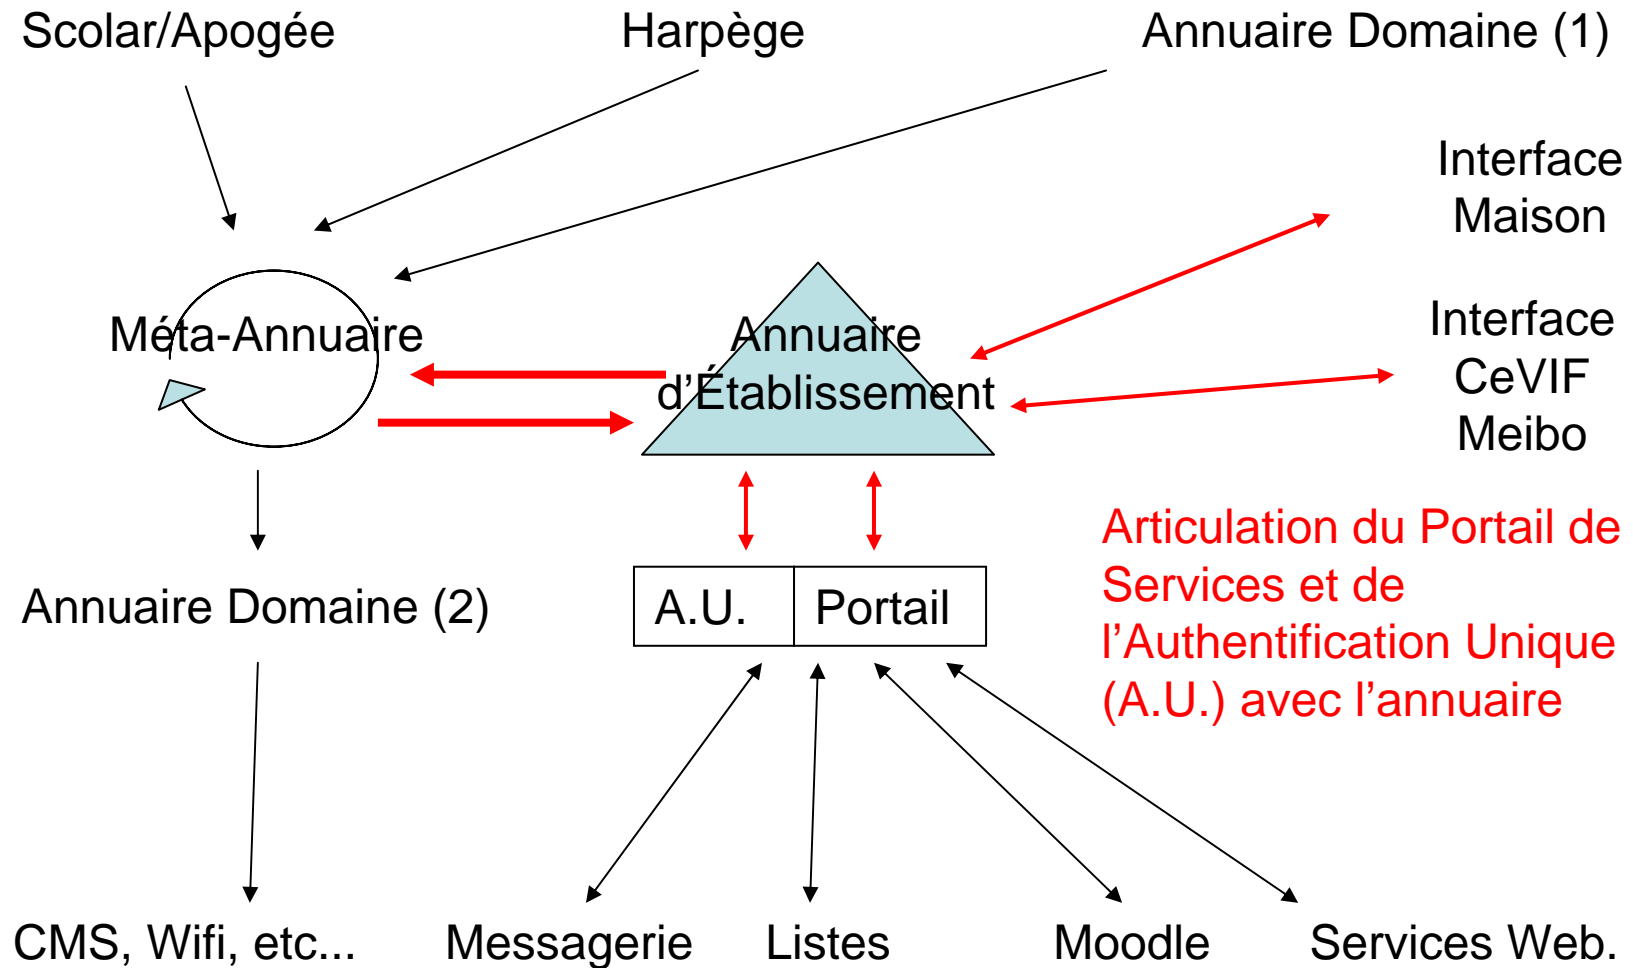 Scolar/Apogée
Harpège
Annuaire Domaine (1)
Interface
Maison
Méta-Annuaire
Annuaire
d’Établissement
Interface
CeVIF
Meibo
Articulation du Portail de
Services et de
l’Authentification Unique
(A.U.) avec l’annuaire
Annuaire Domaine (2)
A.U.
Portail
CMS, Wifi, etc...
Messagerie
Listes
Moodle
Services Web.